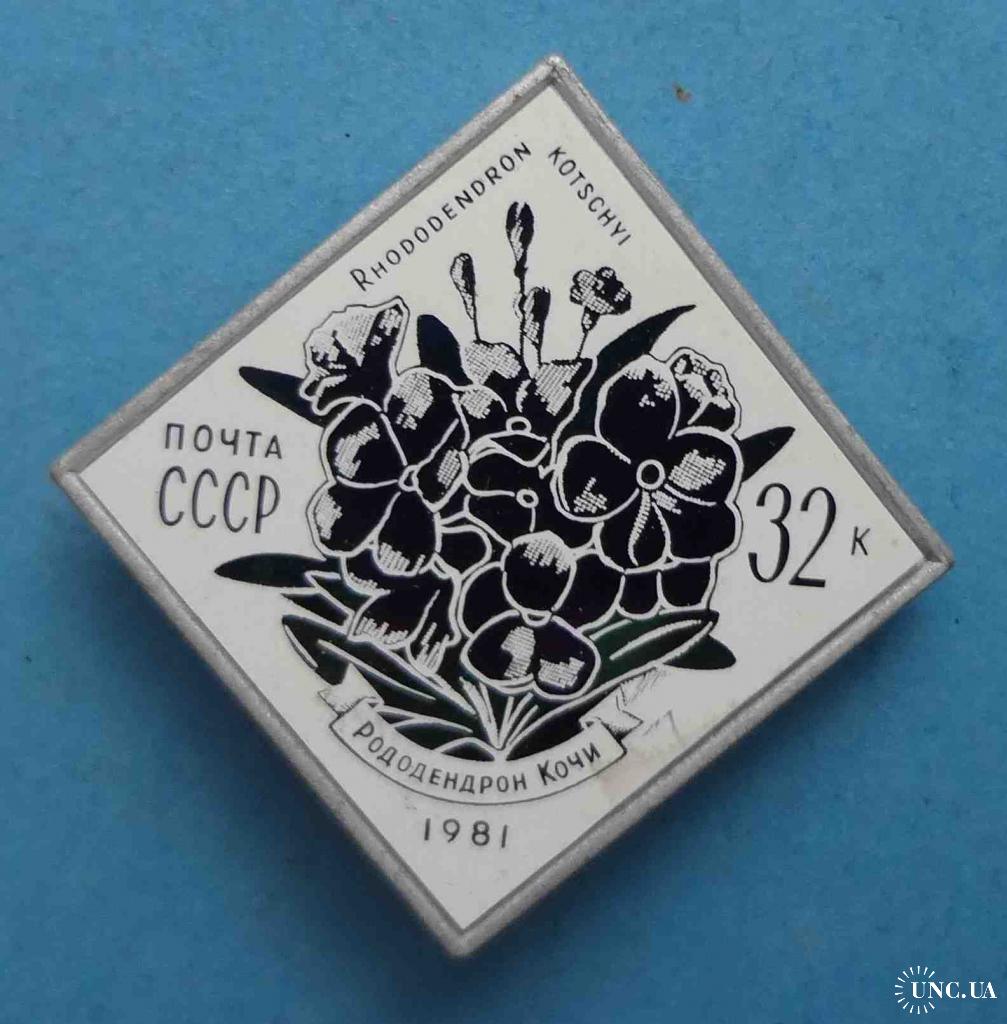 Rhododendron
Kotschyi
ПОЧТА
СССР
32 к
Рододендрон Кочи
1981
UNC.UA